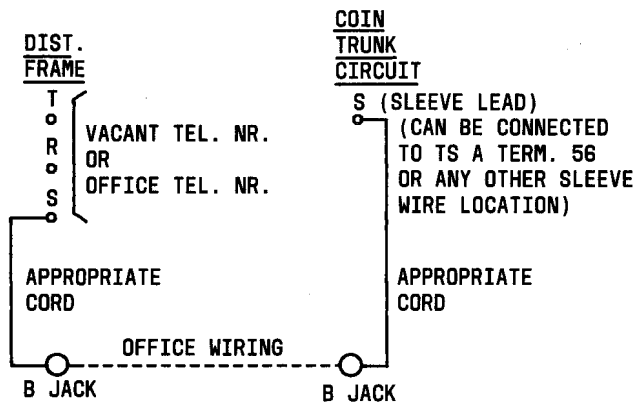 DIST.
FRAME
T
R
S
VACANT TEL. NR.
OR
OFFICE TEL. NR.
APPROPRIATE
CORD
B JACK
OFFICE WIRING
COIN
TRUNK
CIRCUIT
S (SLEEVE LEAD)
(CAN BE CONNECTED
TO TS A TERM. 56
OR ANY OTHER SLEEVE
WIRE LOCATION)
APPROPRIATE
CORD
B JACK